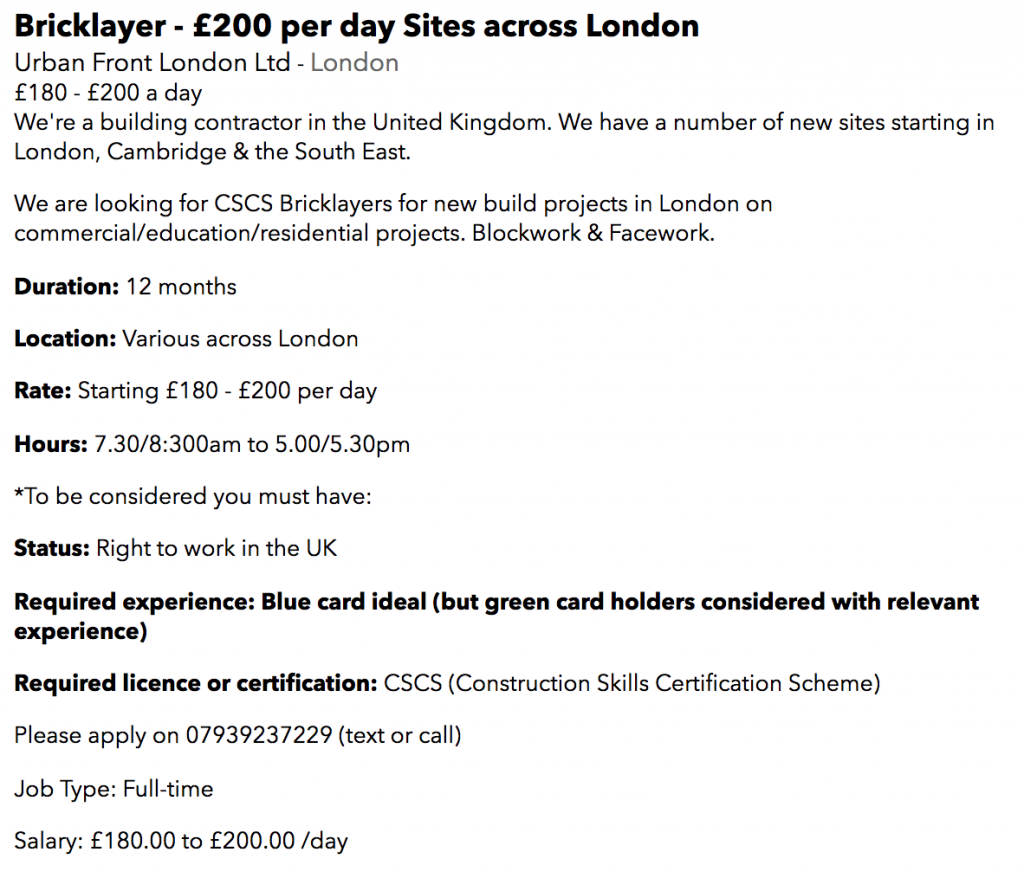 Bricklayer - £200 per day Sites across London
Urban Front London Ltd - London
£180 - £200 a day
We're a building contractor in the United Kingdom. We have a number of new sites starting in
London, Cambridge & the South East.
We are looking for CSCS Bricklayers for new build projects in London on
commercial/education/residential projects. Blockwork & Facework.
Duration: 12 months
Location: Various across London
Rate: Starting £180 - £200 per day
Hours: 7.30/8:300am to 5.00/5.30pm
*To be considered you must have:
Status: Right to work in the UK
Required experience: Blue card ideal (but green card holders considered with relevant
experience)
Required licence or certification: CSCS (Construction Skills Certification Scheme)
Please apply on 07939237229 (text or call)
Job Type: Full-time
Salary: £180.00 to £200.00 /day